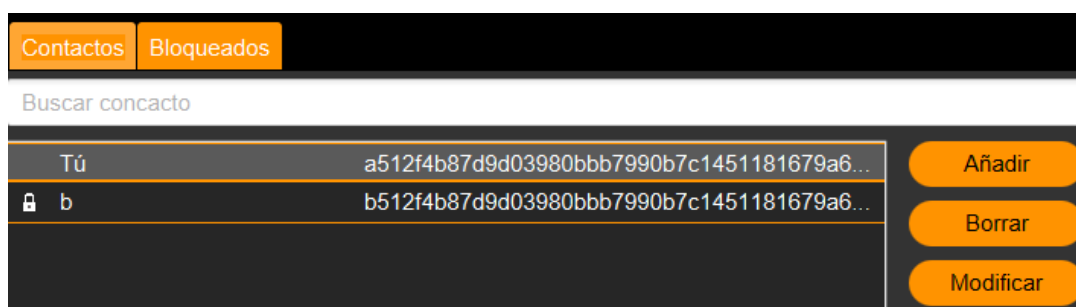 Contactos Bloqueados
Buscar concacto
Tú a512f4b87d9d03980bbb7990b7c1451181679a6...
Añadir
b b512f4b87d9d03980bbb7990b7c1451181679a6...
Borrar
Modificar